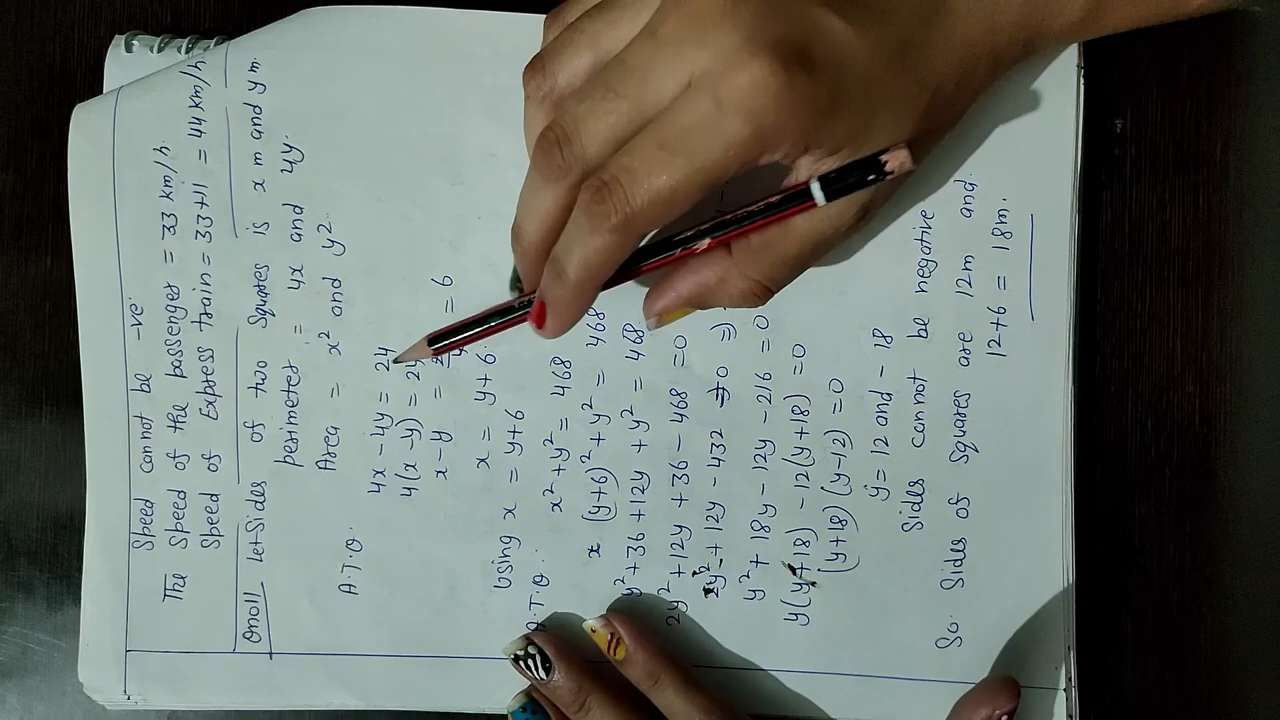 Speed cannot be -ve.
The speed of the passenger = 33 km/h.
Speed of Express train = 33+11 = 44 km/h
Qno11 Let sides of two squares is x m and y m.
perimeter = 4x and 4y.
Area = x² and y².
A.T.Q. 4x - 4y = 24
4(x - y) = 24
x - y = = 6
x = y + 6.
Using x = y+6
A.T.Q. x² + y² = 468
x (y+6)² + y² = 468
y² + 36 + 12y + y² = 468
2y² + 12y + 36 - 468 = 0
y² + 12y - 432 = 0 ⇒
y² + 18y - 12y - 216 = 0
y(y+18) - 12(y+18) = 0
(y+18) (y-12) = 0
y = 12 and - 18
Sides cannot be negative
So. Sides of squares are 12m and.
12+6 = 18m.